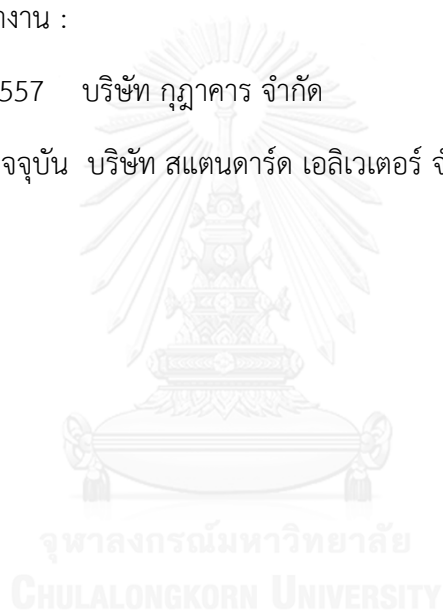 างาน :
557 บริษัท กุฎาคาร จำกัด
จจุบัน บริษัท สแตนดาร์ด เอลิเวเตอร์ จ
จุฬาลงกรณ์มหาวิทยาลัย
CHULALONGKORN UNIVERSITY